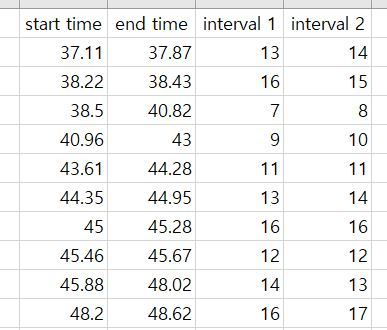 start time end time interval 1 interval 2
37.11 37.87 13 14
38.22 38.43 16 15
38.5 40.82 7 8
40.96 43 9 10
43.61 44.28 11 11
44.35 44.95 13 14
45 45.28 16 16
45.46 45.67 12 12
45.88 48.02 14 13
48.2 48.62 16 17